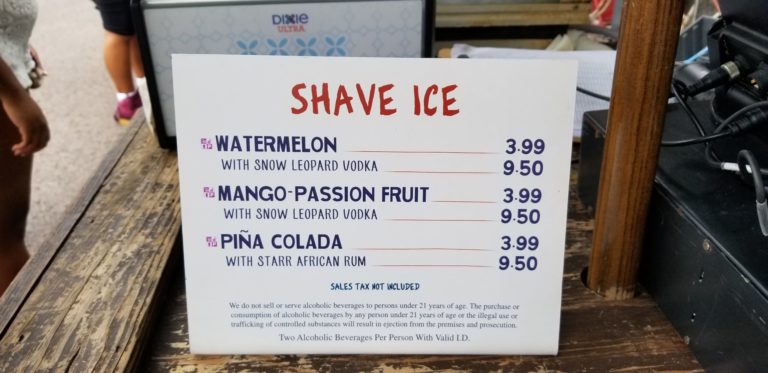 DIXIE
ULTRA
SHAVE ICE
WATERMELON 3.99
WITH SNOW LEOPARD VODKA 9.50
MANGO-PASSION FRUIT 3.99
WITH SNOW LEOPARD VODKA 9.50
PIÑA COLADA 3.99
WITH STARR AFRICAN RUM 9.50
SALES TAX NOT INCLUDED
We do not sell or serve alcoholic beverages to persons under 21 years of age. The purchase or
consumption of alcoholic beverages by any person under 21 years of age or the illegal use or
trafficking of controlled substances will result in ejection from the premises and prosecution.
Two Alcoholic Beverages Per Person With Valid I.D.